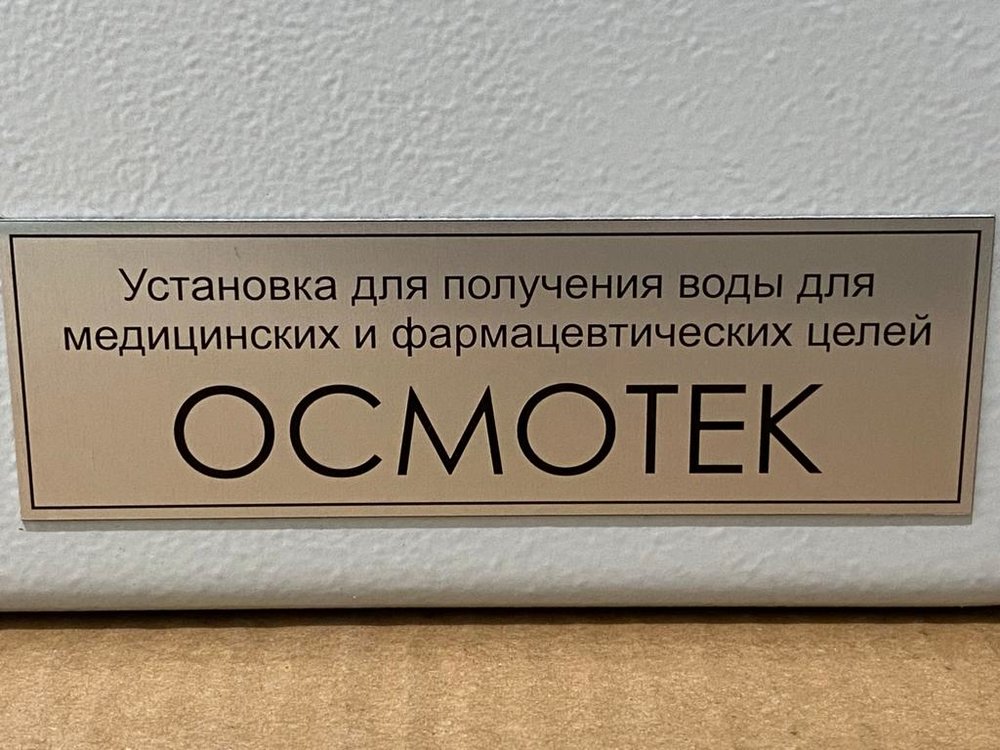 Установка для получения воды для
медицинских и фармацевтических целей
ОСМОТЕК